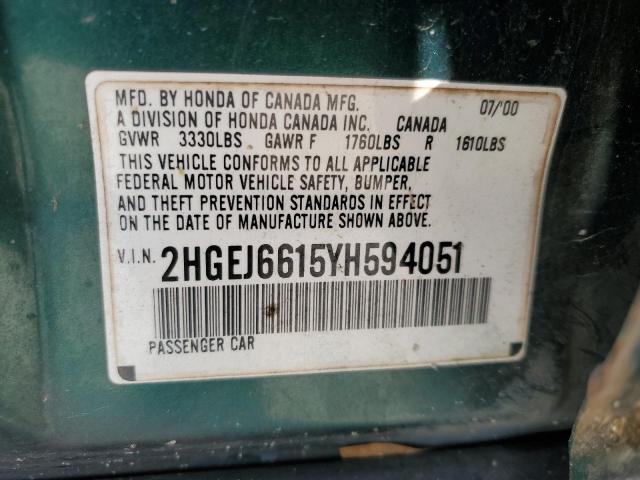 MFD. BY HONDA OF CANADA MFG. 07/'00
A DIVISION OF HONDA CANADA INC. CANADA
GVWR 3330LBS GAWR F 1760LBS R 1610LBS
THIS VEHICLE CONFORMS TO ALL APPLICABLE
FEDERAL MOTOR VEHICLE SAFETY, BUMPER,
AND THEFT PREVENTION STANDARDS IN EFFECT
ON THE DATE OF MANUFACTURE SHOWN ABOVE.
V.I.N. 2HGEJ6615YH594051
PASSENGER CAR